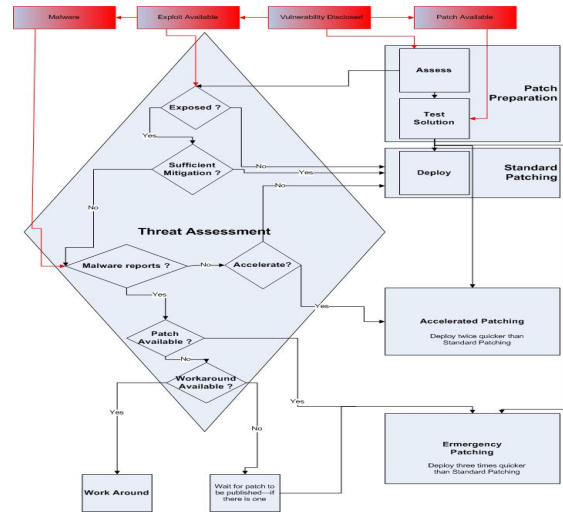 Malware
Exploit Available
Vulnerability Disclosed
Patch Available
Assess
Patch
Preparation
Exposed ?
Test
Solution
Yes
No
Sufficient
Mitigation ?
Yes
Deploy
Standard
Patching
No
No
Threat Assessment
Malware reports ?
No
Accelerate?
Yes
Yes
Accelerated Patching
Deploy twice quicker than
Standard Patching
Patch
Available ?
No
Workaround
Available ?
Yes
Yes
No
Ermergency
Patching
Deploy three times quicker
than Standard Patching
Work Around
Wait for patch to
be published—if
there is one